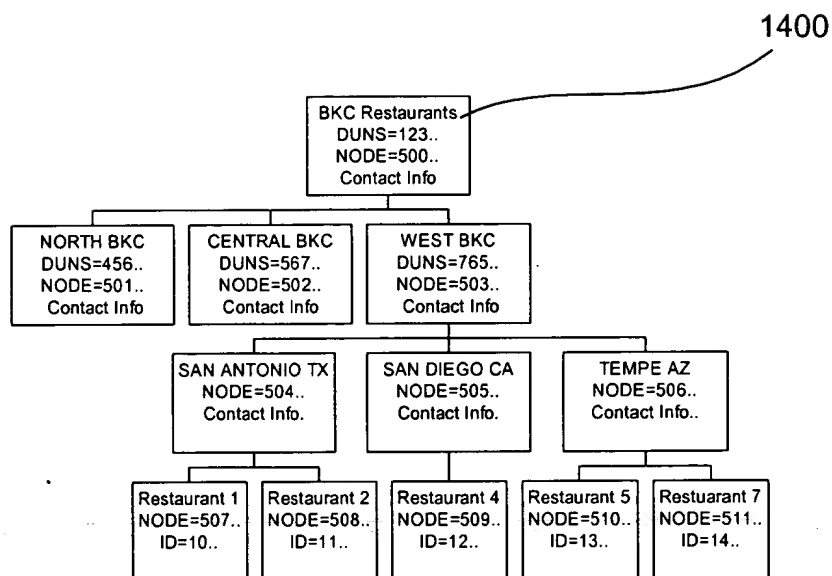 1400
BKC Restaurants
DUNS=123..
NODE=500..
Contact Info
NORTH BKC
DUNS=456..
NODE=501..
Contact Info
CENTRAL BKC
DUNS=567..
NODE=502..
Contact Info
WEST BKC
DUNS=765..
NODE=503..
Contact Info
SAN ANTONIO TX
NODE=504..
Contact Info.
SAN DIEGO CA
NODE=505..
Contact Info.
TEMPE AZ
NODE=506..
Contact Info..
Restaurant 1
NODE=507..
ID=10..
Restaurant 2
NODE=508..
ID=11..
Restaurant 4
NODE=509..
ID=12..
Restaurant 5
NODE=510..
ID=13..
Restuarant 7
NODE=511..
ID=14..